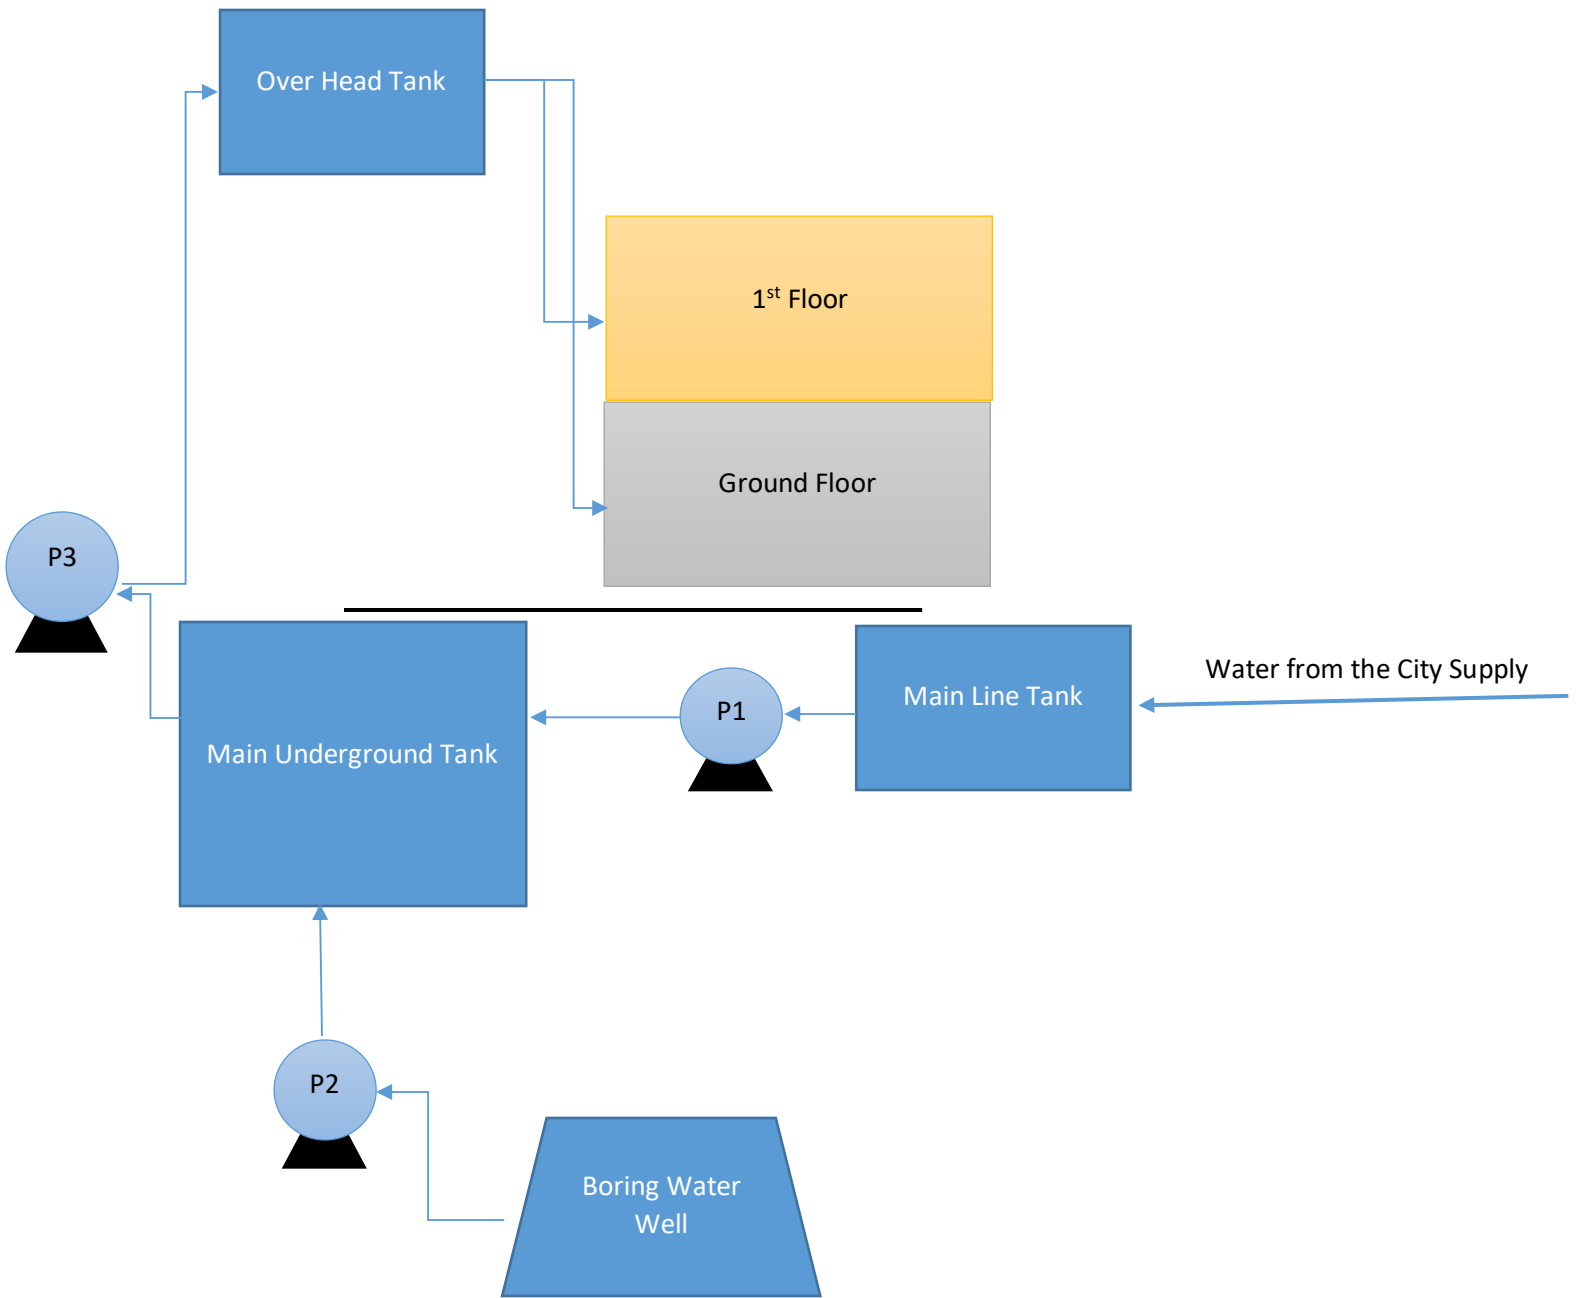 Over Head Tank
1st Floor
Ground Floor
P3
Water from the City Supply
Main Line Tank
P1
Main Underground Tank
P2
Boring Water
Well